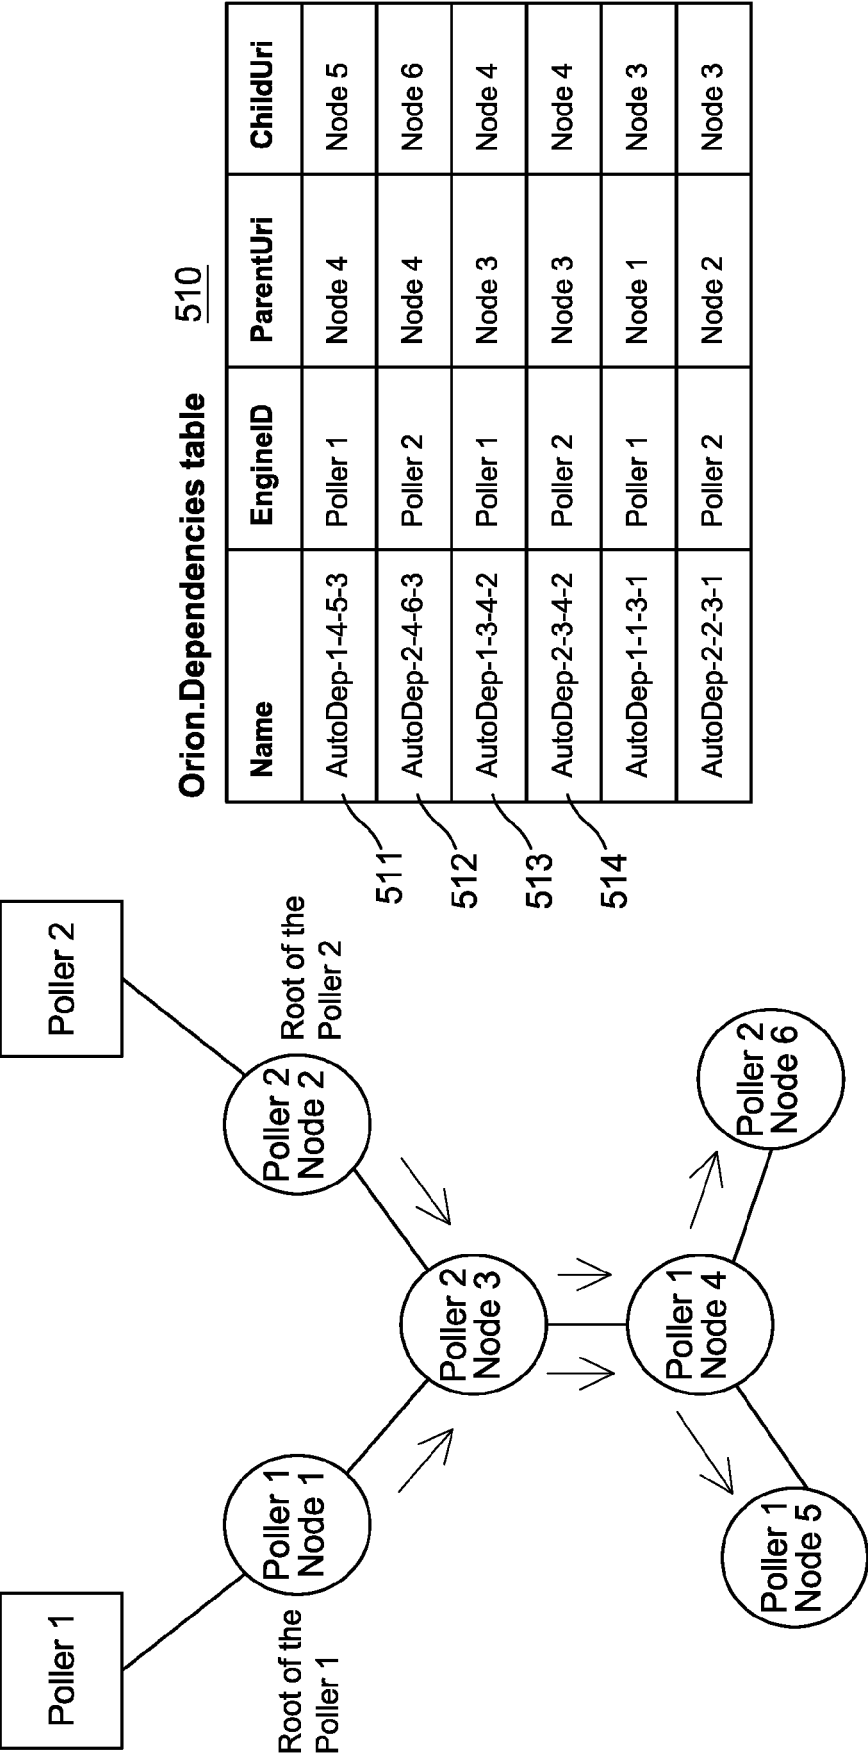 Poller 1
Poller 2
Root of the
Poller 1
Poller 1
Node 1
Poller 2
Node 2
Root of the
Poller 2
Poller 2
Node 3
Poller 1
Node 4
Poller 1
Node 5
Poller 2
Node 6
Orion.Dependencies table
510
Name EngineID ParentUri ChildUri
511 AutoDep-1-4-5-3 Poller 1 Node 4 Node 5
512 AutoDep-2-4-6-3 Poller 2 Node 4 Node 6
513 AutoDep-1-3-4-2 Poller 1 Node 3 Node 4
514 AutoDep-2-3-4-2 Poller 2 Node 3 Node 4
AutoDep-1-1-3-1 Poller 1 Node 1 Node 3
AutoDep-2-2-3-1 Poller 2 Node 2 Node 3